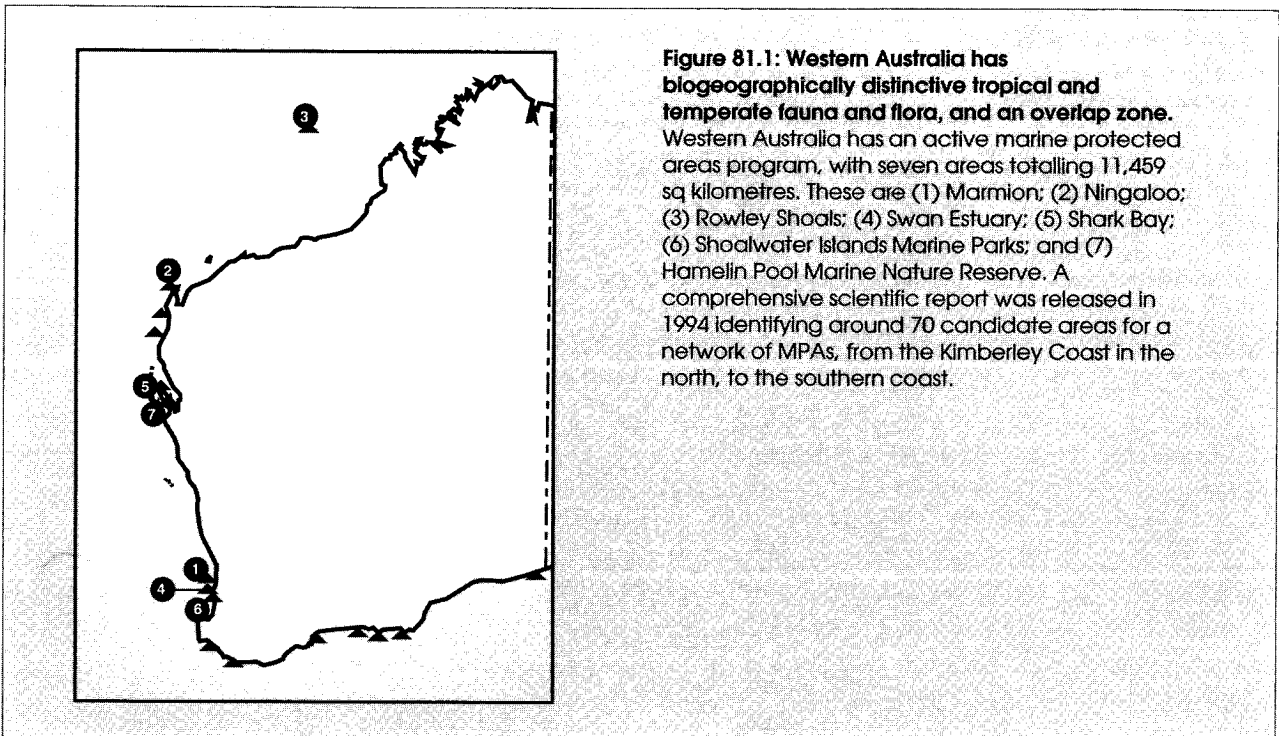 Figure 81.1: Western Australia has
biogeographically distinctive tropical and
temperate fauna and flora, and an overlap zone.
Western Australia has an active marine protected
areas program, with seven areas totalling 11,459
sq kilometres. These are (1) Marmion; (2) Ningaloo;
(3) Rowley Shoals; (4) Swan Estuary; (5) Shark Bay;
(6) Shoalwater Islands Marine Parks; and (7)
Hamelin Pool Marine Nature Reserve. A
comprehensive scientific report was released in
1994 identifying around 70 candidate areas for a
network of MPAs, from the Kimberley Coast in the
north, to the southern coast.
3
2
5
7
1
4
6